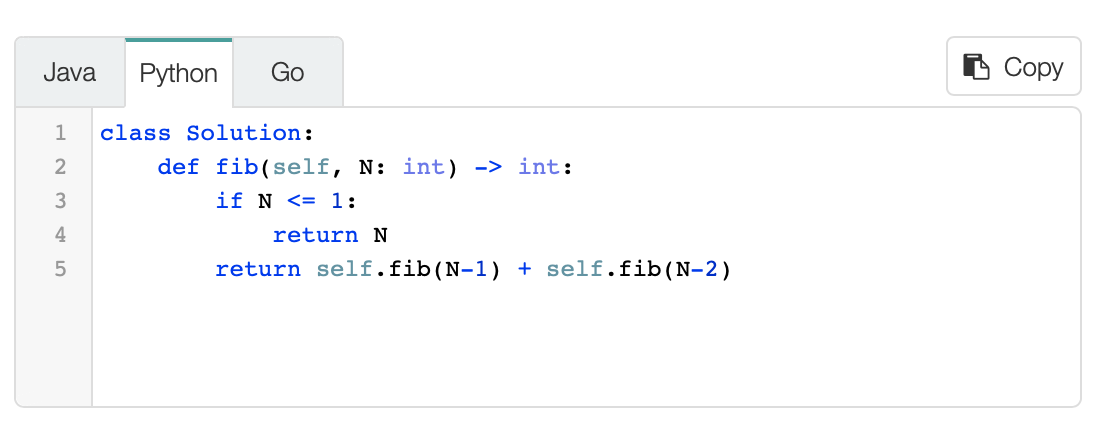 Java Python Go Copy
1 class Solution:
2     def fib(self, N: int) -> int:
3         if N <= 1:
4             return N
5         return self.fib(N-1) + self.fib(N-2)